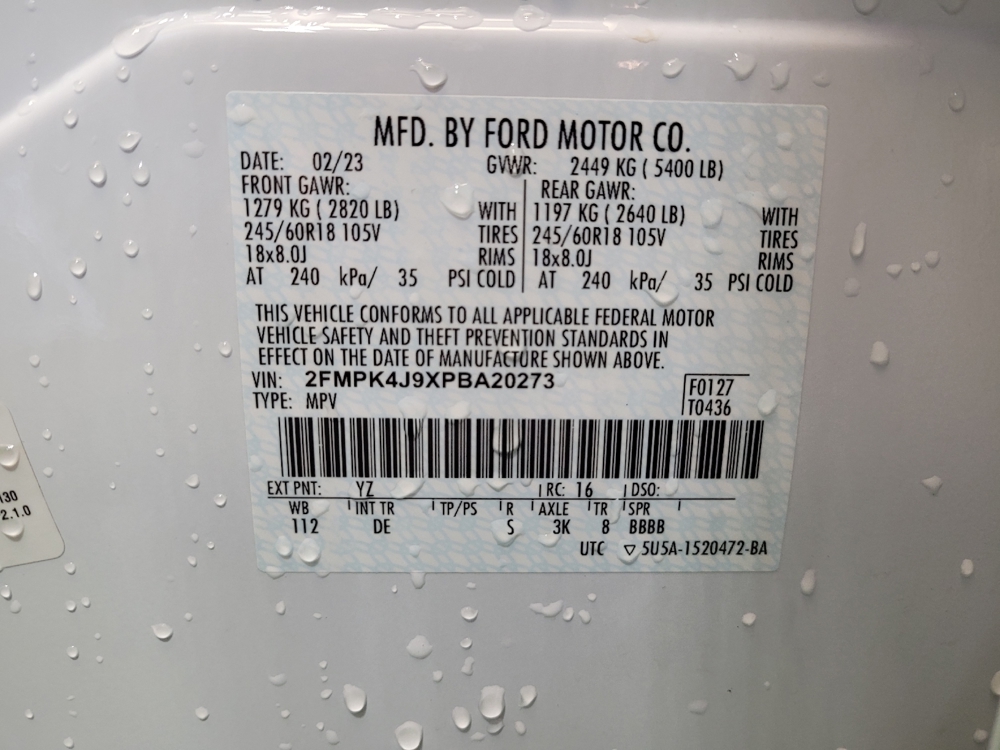 MFD. BY FORD MOTOR CO.
DATE: 02/23 GVWR: 2449 KG ( 5400 LB)
FRONT GAWR: REAR GAWR:
1279 KG ( 2820 LB) WITH 1197 KG ( 2640 LB) WITH
245/60R18 105V TIRES 245/60R18 105V TIRES
18x8.0J RIMS 18x8.0J RIMS
AT 240 kPa/ 35 PSI COLD AT 240 kPa/ 35 PSI COLD
THIS VEHICLE CONFORMS TO ALL APPLICABLE FEDERAL MOTOR
VEHICLE SAFETY AND THEFT PREVENTION STANDARDS IN
EFFECT ON THE DATE OF MANUFACTURE SHOWN ABOVE.
VIN: 2FMPK4J9XPBA20273 F0127
TYPE: MPV T0436
EXT PNT: YZ RC: 16 DSO:
WB INT TR TP/PS R AXLE TR SPR
112 DE S 3K 8 BBBB
UTC ▽ 5U5A-1520472-BA
130
2.1.0